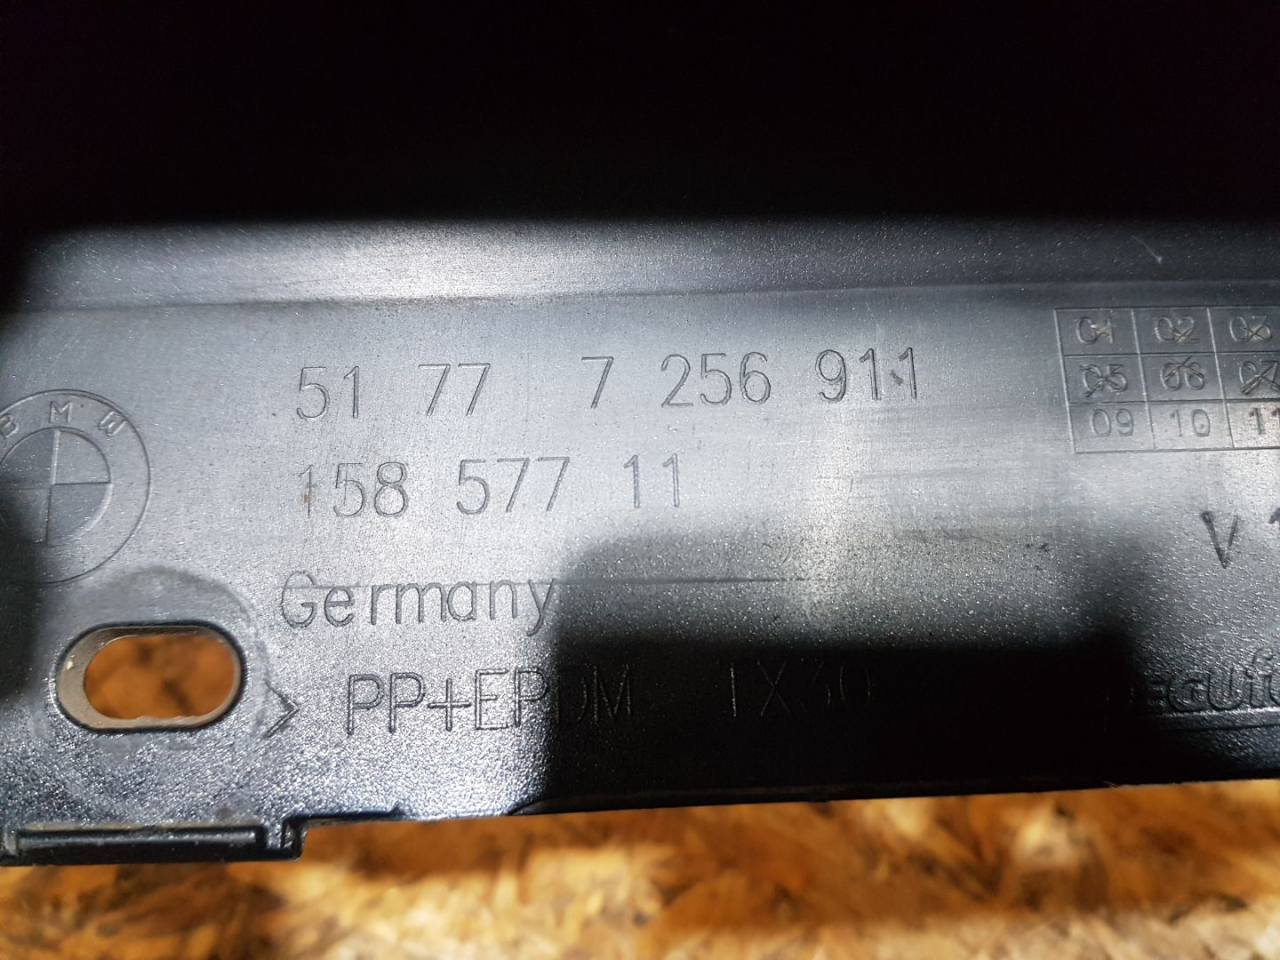 51 77 7 256 911
158 577 11
Germany
PP+EPDM TX30
BMW
01 02 03
05 06 07
09 10 11
V